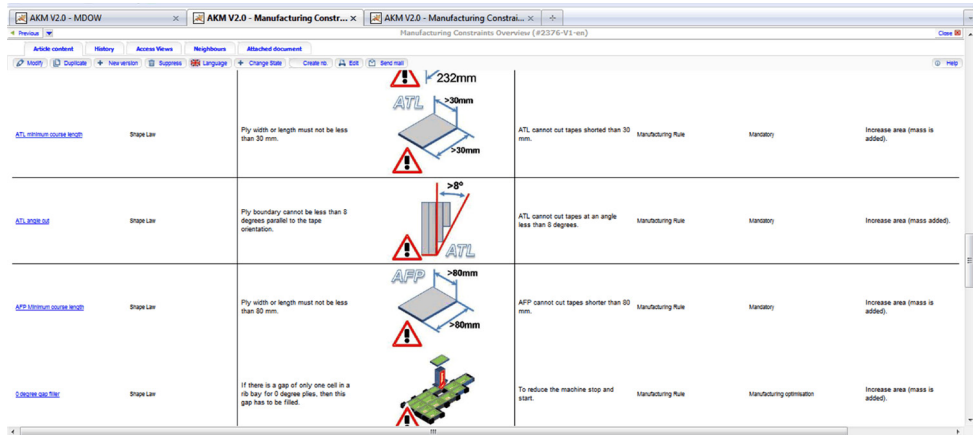 AKM V2.0 - MDOW
AKM V2.0 - Manufacturing Constr...
AKM V2.0 - Manufacturing Constrai...
Previous
Manufacturing Constraints Overview (#2376-V1-en)
Close
Article content
History
Access Views
Neighbours
Attached document
Modify
Duplicate
New version
Suppress
Language
Change State
Create nb.
Edit
Send mail
Help
232mm
ATL minimum course length
Shape Law
Ply width or length must not be less
than 30 mm.
ATL
>30mm
>30mm
ATL cannot cut tapes shorted than 30
mm.
Manufacturing Rule
Mandatory
Increase area (mass is
added).
ATL angle cut
Shape Law
Ply boundary cannot be less than 8
degrees parallel to the tape
orientation.
>8°
ATL
ATL cannot cut tapes at an angle
less than 8 degrees.
Manufacturing Rule
Mandatory
Increase area (mass added).
AFP Minimum course length
Shape Law
Ply width or length must not be less
than 80 mm.
AFP
>80mm
>80mm
AFP cannot cut tapes shorter than 80
mm.
Manufacturing Rule
Mandatory
Increase area (mass is
added).
0 degree gap filler
Shape Law
If there is a gap of only one cell in a
rib bay for 0 degree plies, then this
gap has to be filled.
To reduce the machine stop and
start.
Manufacturing Rule
Manufacturing optimisation
Increase area (mass is
added).